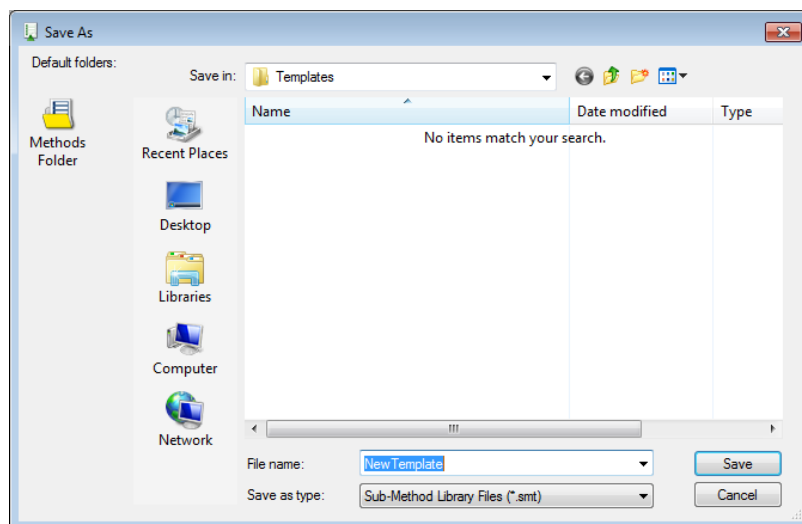 Save As
Default folders:
Save in:
Templates
Methods
Folder
Recent Places
Desktop
Libraries
Computer
Network
Name
Date modified
Type
No items match your search.
File name:
NewTemplate
Save
Save as type:
Sub-Method Library Files (*.smt)
Cancel